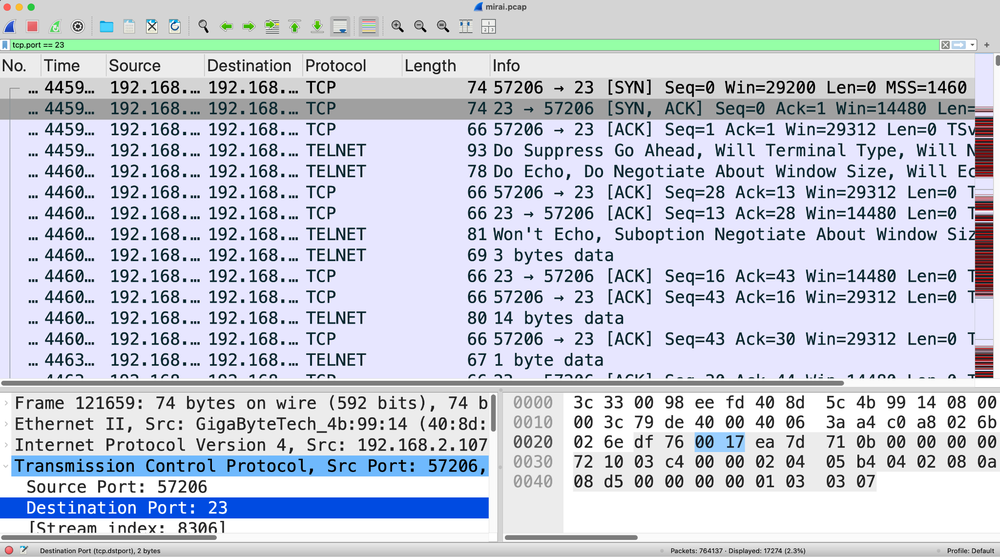 mirai.pcap
tcp.port == 23
No. Time Source Destination Protocol Length Info
… 4459… 192.168.… 192.168.… TCP 74 57206 → 23 [SYN] Seq=0 Win=29200 Len=0 MSS=1460
… 4459… 192.168.… 192.168.… TCP 74 23 → 57206 [SYN, ACK] Seq=0 Ack=1 Win=14480 Len=
… 4459… 192.168.… 192.168.… TCP 66 57206 → 23 [ACK] Seq=1 Ack=1 Win=29312 Len=0 TSv
… 4459… 192.168.… 192.168.… TELNET 93 Do Suppress Go Ahead, Will Terminal Type, Will N
… 4460… 192.168.… 192.168.… TELNET 78 Do Echo, Do Negotiate About Window Size, Will Ec
… 4460… 192.168.… 192.168.… TCP 66 57206 → 23 [ACK] Seq=28 Ack=13 Win=29312 Len=0 T
… 4460… 192.168.… 192.168.… TCP 66 23 → 57206 [ACK] Seq=13 Ack=28 Win=14480 Len=0 T
… 4460… 192.168.… 192.168.… TELNET 81 Won't Echo, Suboption Negotiate About Window Siz
… 4460… 192.168.… 192.168.… TELNET 69 3 bytes data
… 4460… 192.168.… 192.168.… TCP 66 23 → 57206 [ACK] Seq=16 Ack=43 Win=14480 Len=0 T
… 4460… 192.168.… 192.168.… TCP 66 57206 → 23 [ACK] Seq=43 Ack=16 Win=29312 Len=0 T
… 4460… 192.168.… 192.168.… TELNET 80 14 bytes data
… 4460… 192.168.… 192.168.… TCP 66 57206 → 23 [ACK] Seq=43 Ack=30 Win=29312 Len=0 T
… 4463… 192.168.… 192.168.… TELNET 67 1 byte data
… 4463… 192.168.… 192.168.… TCP 66 23 → 57206 [ACK] Seq=30 Ack=44 Win=14480 Len=0 T
Frame 121659: 74 bytes on wire (592 bits), 74 b
Ethernet II, Src: GigaByteTech_4b:99:14 (40:8d:
Internet Protocol Version 4, Src: 192.168.2.107
Transmission Control Protocol, Src Port: 57206,
Source Port: 57206
Destination Port: 23
[Stream index: 8306]
0000 3c 33 00 98 ee fd 40 8d 5c 4b 99 14 08 00
0010 00 3c 79 de 40 00 40 06 3a a4 c0 a8 02 6b
0020 02 6e df 76 00 17 ea 7d 71 0b 00 00 00 00
0030 72 10 03 c4 00 00 02 04 05 b4 04 02 08 0a
0040 08 d5 00 00 00 00 01 03 03 07
Destination Port (tcp.dstport), 2 bytes
Packets: 764137 · Displayed: 17274 (2.3%)
Profile: Default